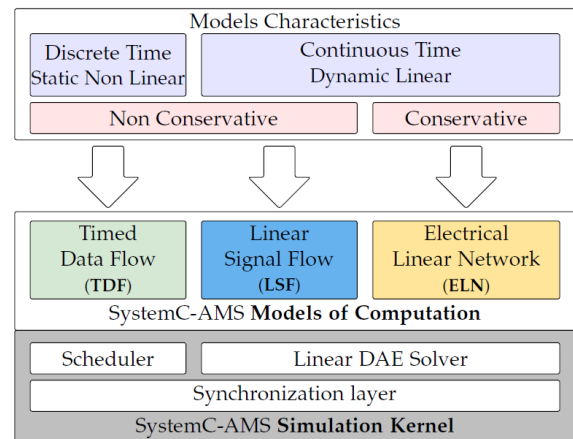 Models Characteristics
Discrete Time
Static Non Linear
Continuous Time
Dynamic Linear
Non Conservative
Conservative
Timed
Data Flow
(TDF)
Linear
Signal Flow
(LSF)
Electrical
Linear Network
(ELN)
SystemC-AMS Models of Computation
Scheduler
Linear DAE Solver
Synchronization layer
SystemC-AMS Simulation Kernel